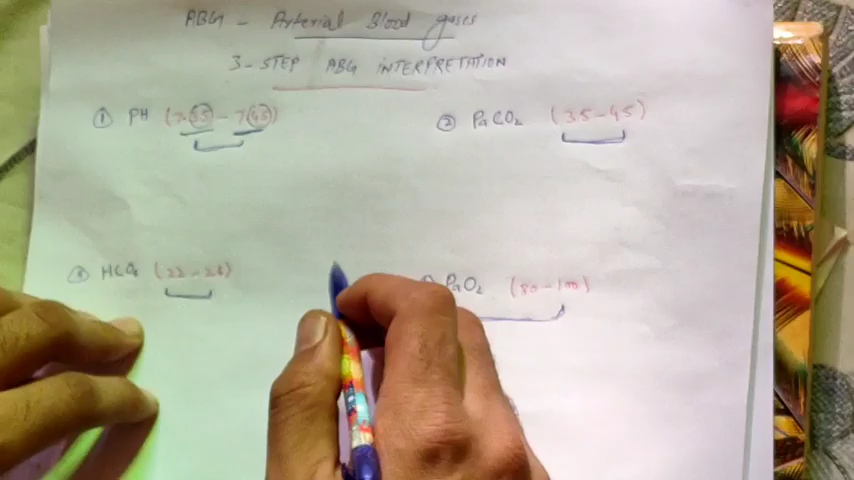 ABG - Arterial Blood gases
3-STEP ABG INTERPRETATION
① PH (7.35 - 7.45)
② PaCO₂ (35-45)
③ HCO₃ (22-26)
PaO₂ (80-100)